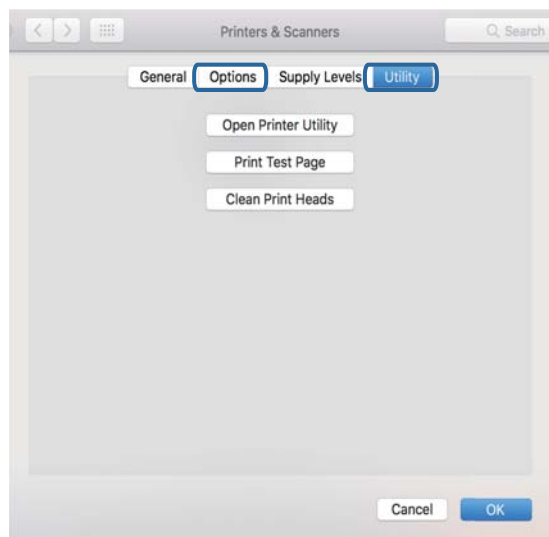 Printers & Scanners Search
General Options Supply Levels Utility
Open Printer Utility
Print Test Page
Clean Print Heads
Cancel OK